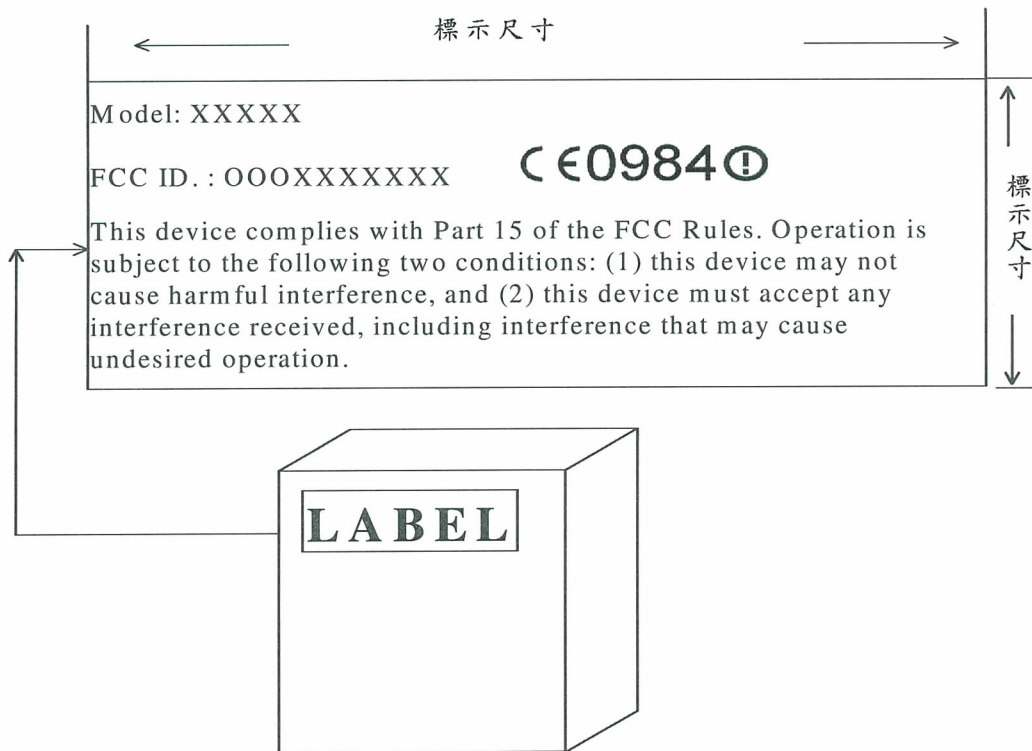 標示尺寸
Model: XXXXX
FCC ID. : OOOXXXXXXX
CE0984
This device complies with Part 15 of the FCC Rules. Operation is
subject to the following two conditions: (1) this device may not
cause harmful interference, and (2) this device must accept any
interference received, including interference that may cause
undesired operation.
標示尺寸
LABEL